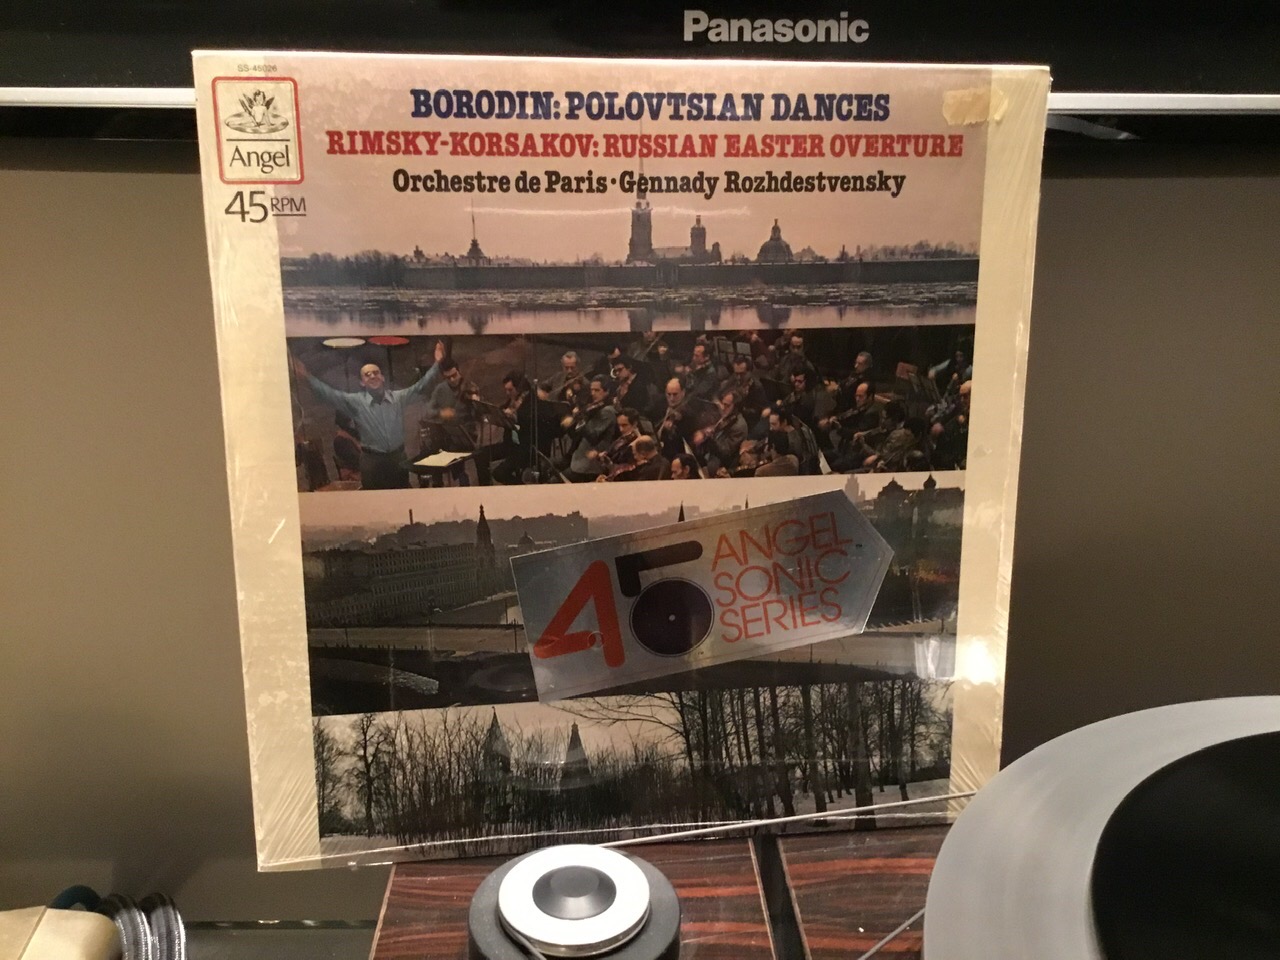 Panasonic
SS-45026
Angel
45 RPM
BORODIN: POLOVTSIAN DANCES
RIMSKY-KORSAKOV: RUSSIAN EASTER OVERTURE
Orchestre de Paris · Gennady Rozhdestvensky
45
ANGEL
SONIC
SERIES